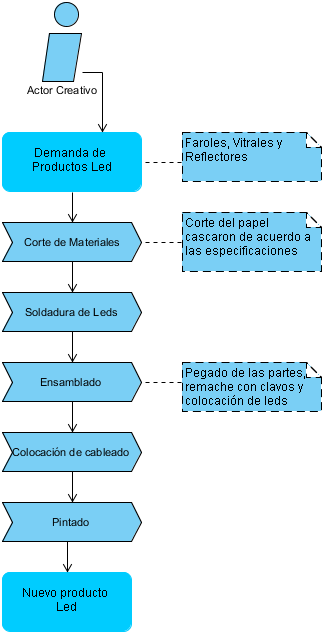 Actor Creativo
Demanda de
Productos Led
Faroles, Vitrales y
Reflectores
Corte de Materiales
Corte del papel
cascaron de acuerdo a
las especificaciones
Soldadura de Leds
Ensamblado
Pegado de las partes,
remache con clavos y
colocación de leds
Colocación de cableado
Pintado
Nuevo producto
Led